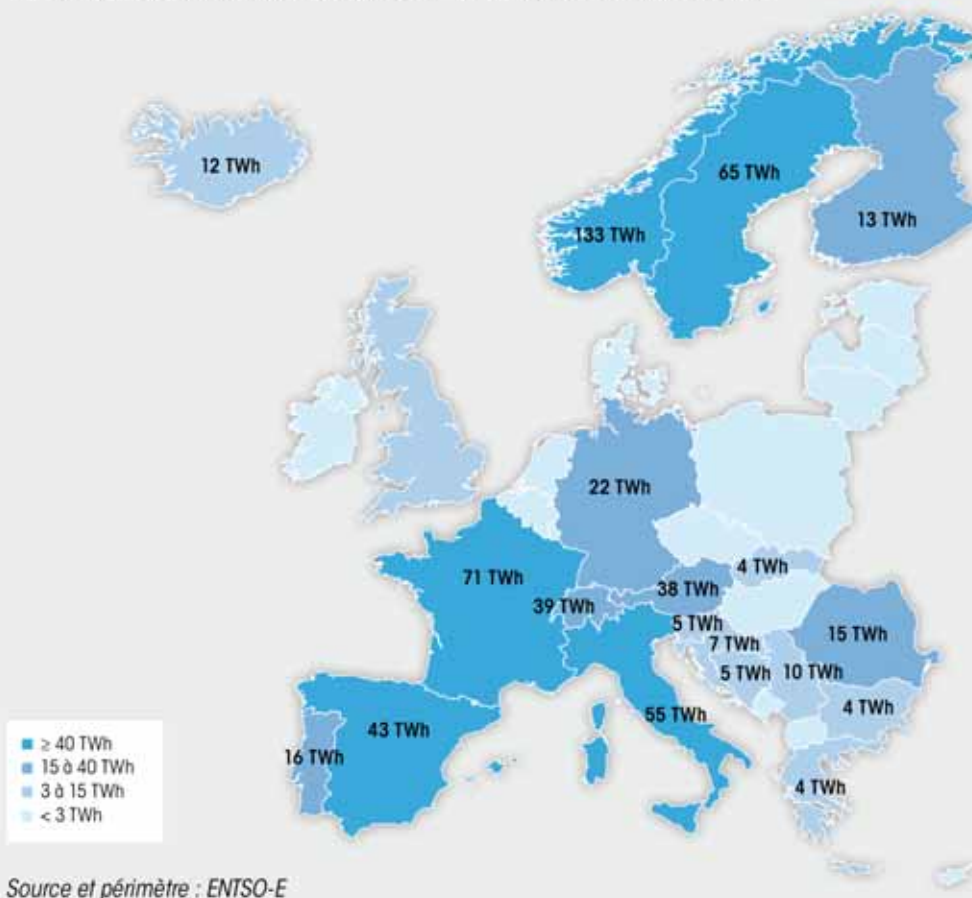 12 TWh
65 TWh
133 TWh
13 TWh
22 TWh
4 TWh
71 TWh
38 TWh
39 TWh
5 TWh
7 TWh
15 TWh
5 TWh
10 TWh
4 TWh
43 TWh
55 TWh
16 TWh
4 TWh
≥ 40 TWh
15 à 40 TWh
3 à 15 TWh
< 3 TWh
Source et périmètre : ENTSO-E